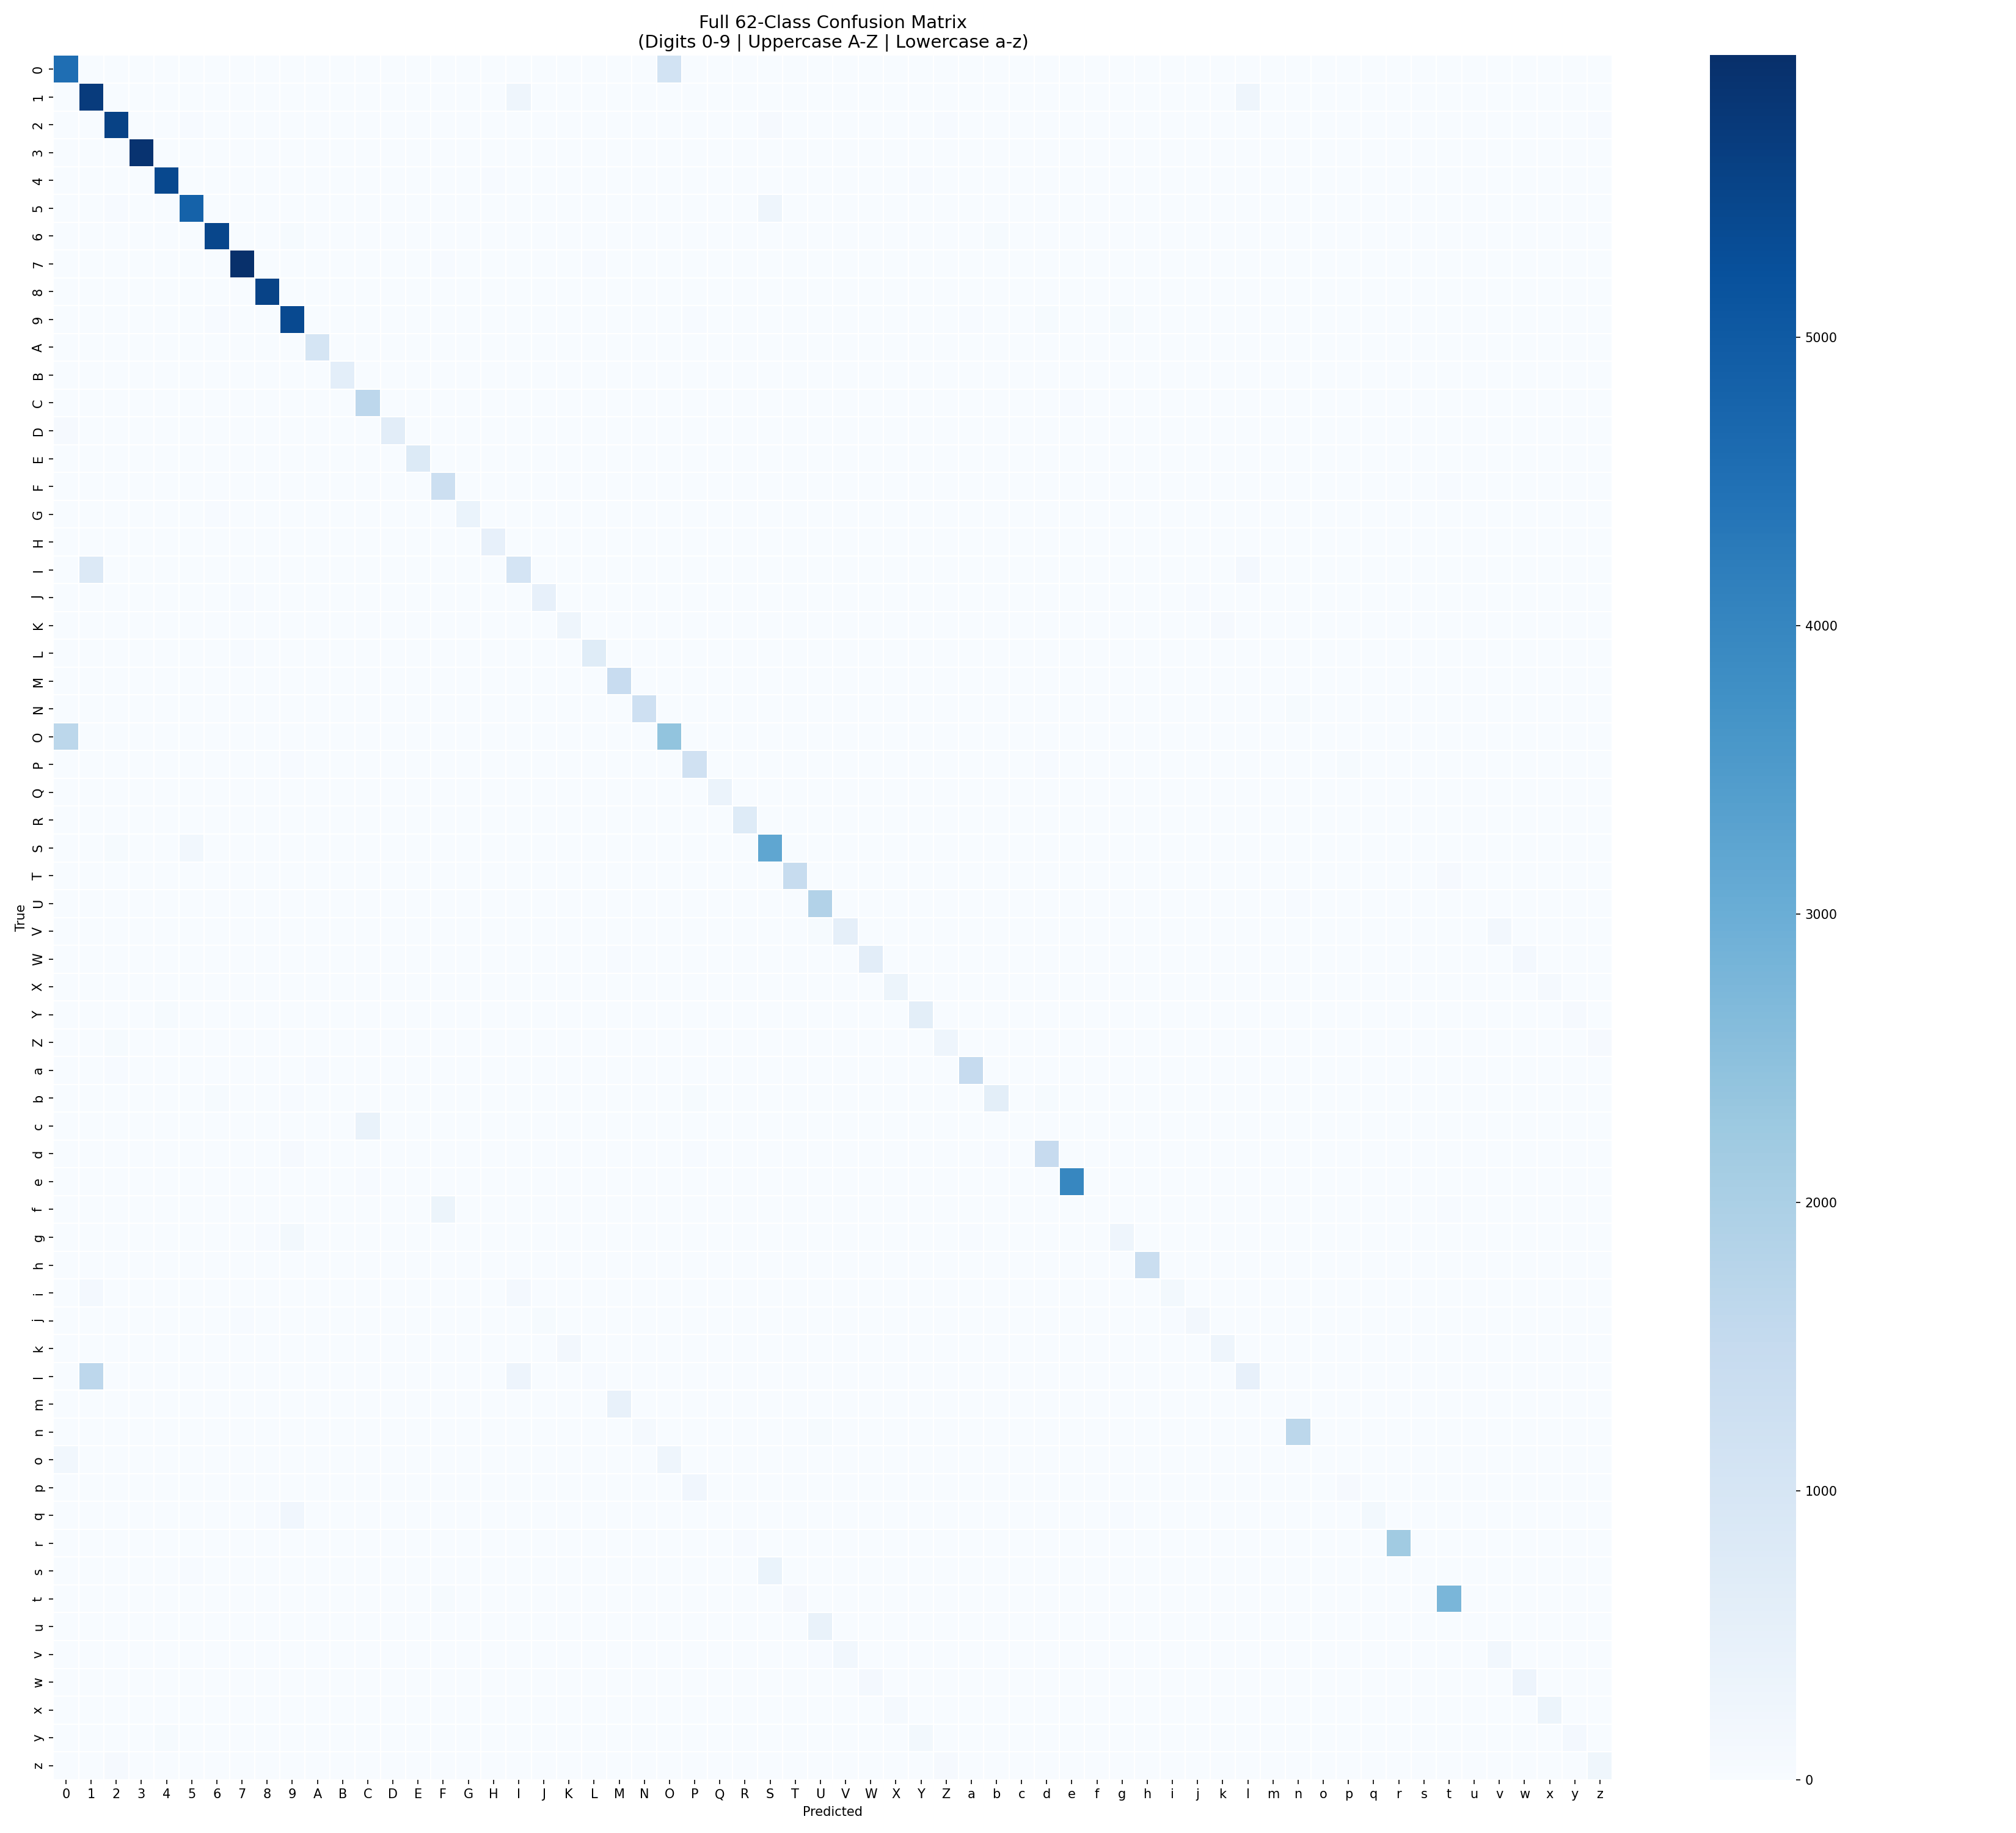 Full 62-Class Confusion Matrix
(Digits 0-9 | Uppercase A-Z | Lowercase a-z)
True
0
1
2
3
4
5
6
7
8
9
A
B
C
D
E
F
G
H
I
J
K
L
M
N
O
P
Q
R
S
T
U
V
W
X
Y
Z
a
b
c
d
e
f
g
h
i
j
k
l
m
n
o
p
q
r
s
t
u
v
w
x
y
z
0 1 2 3 4 5 6 7 8 9 A B C D E F G H I J K L M N O P Q R S T U V W X Y Z a b c d e f g h i j k l m n o p q r s t u v w x y z
Predicted
5000
4000
3000
2000
1000
0